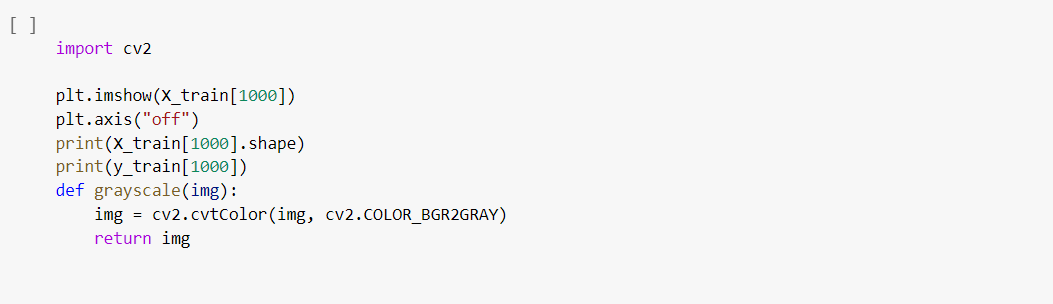 [ ]
import cv2
plt.imshow(X_train[1000])
plt.axis("off")
print(X_train[1000].shape)
print(y_train[1000])
def grayscale(img):
    img = cv2.cvtColor(img, cv2.COLOR_BGR2GRAY)
    return img